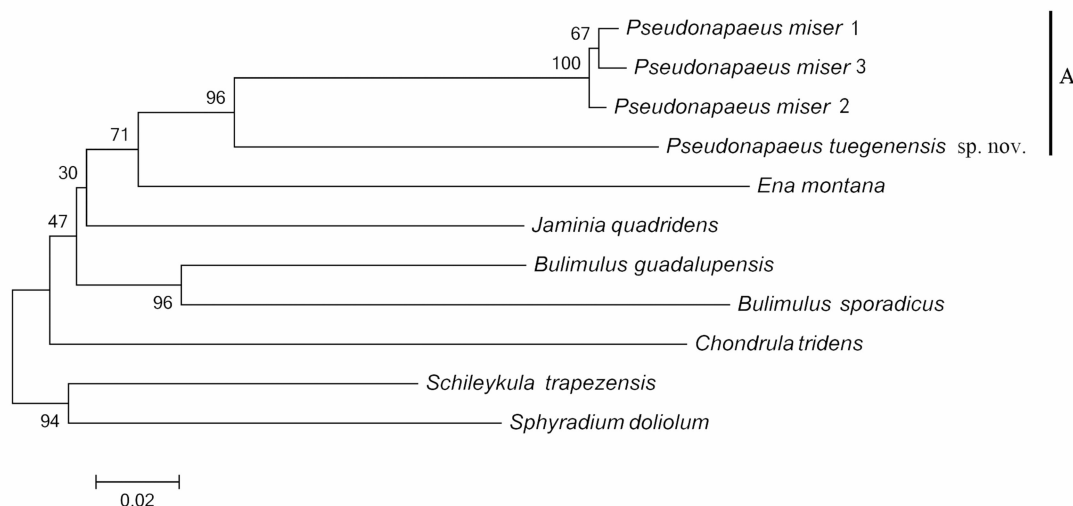 67
Pseudonapaeus miser 1
A
100
Pseudonapaeus miser 3
96
Pseudonapaeus miser 2
71
Pseudonapaeus tuegenensis sp. nov.
30
Ena montana
47
Jaminia quadridens
Bulimulus guadalupensis
96
Bulimulus sporadicus
Chondrula tridens
Schileykula trapezensis
94
Sphyradium doliolum
0.02